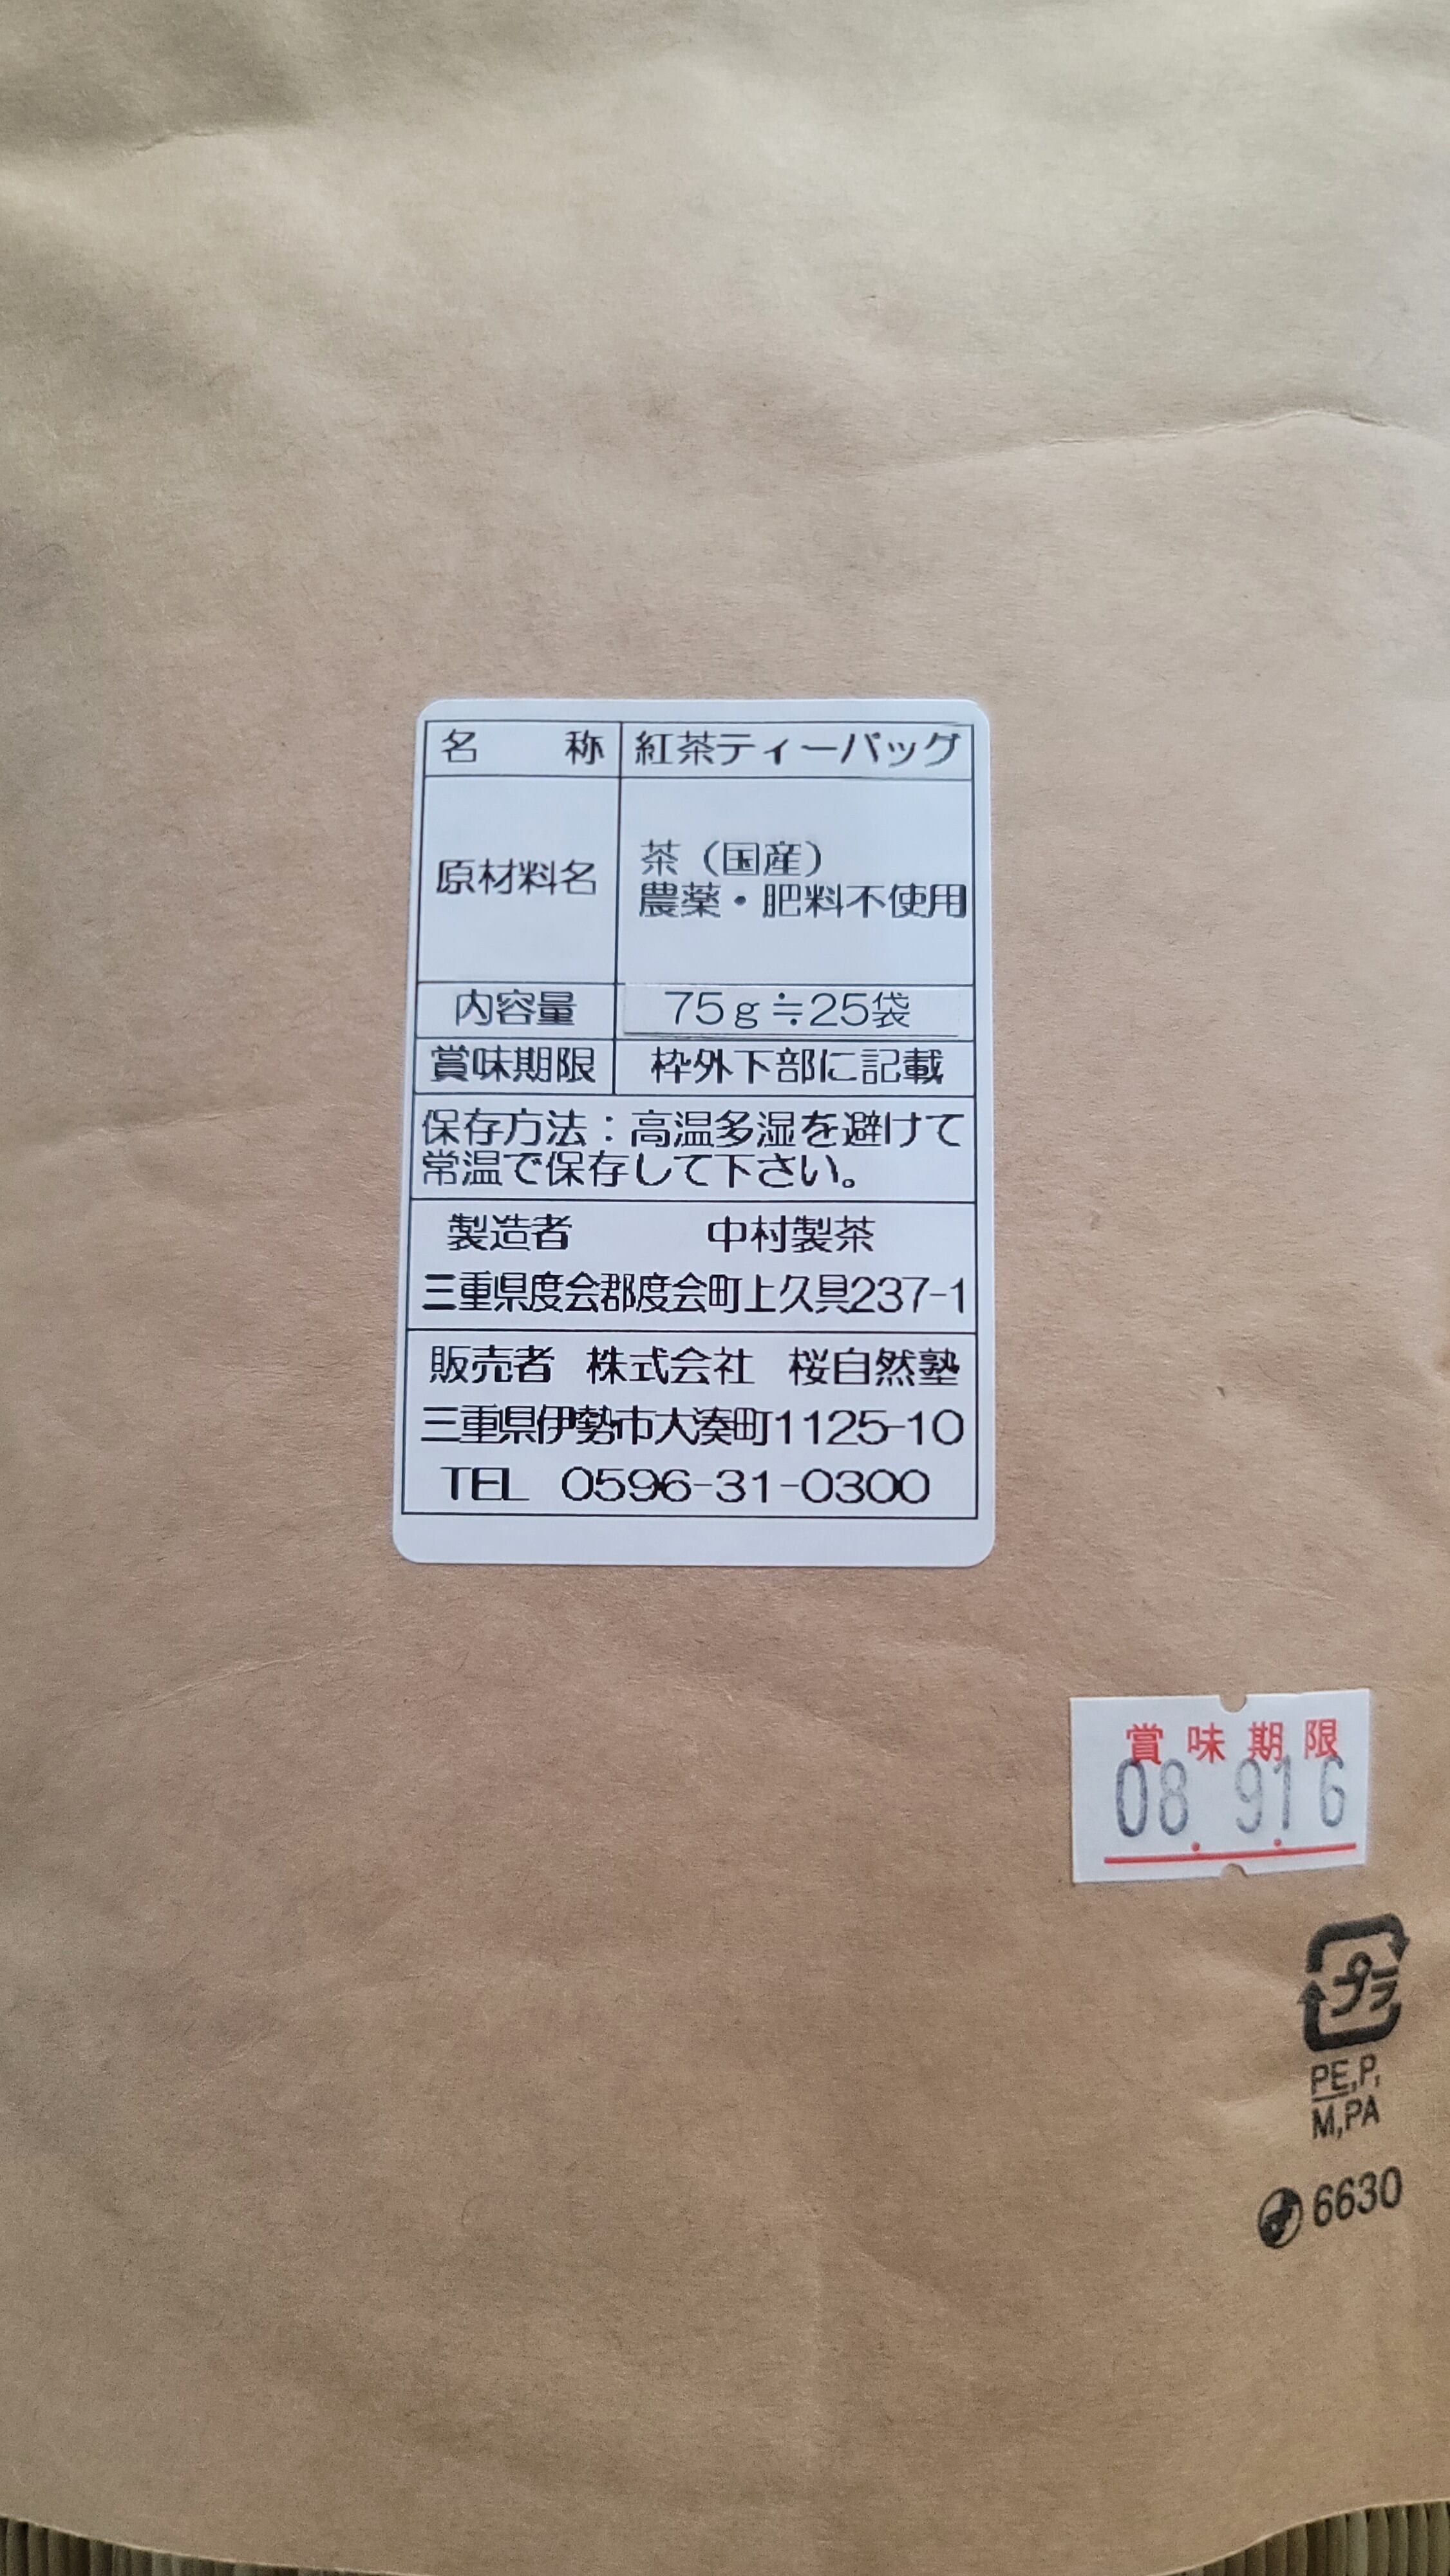 名 称 紅茶ティーバッグ
原材料名 茶（国産）
農薬・肥料不使用
内容量 75g≒25袋
賞味期限 枠外下部に記載
保存方法：高温多湿を避けて
常温で保存して下さい。
製造者 中村製茶
三重県度会郡度会町上久具237-1
販売者 株式会社 桜自然塾
三重県伊勢市大湊町1125-10
TEL 0596-31-0300
賞味期限
08.9.16
プラ
PE,P,
M,PA
6630